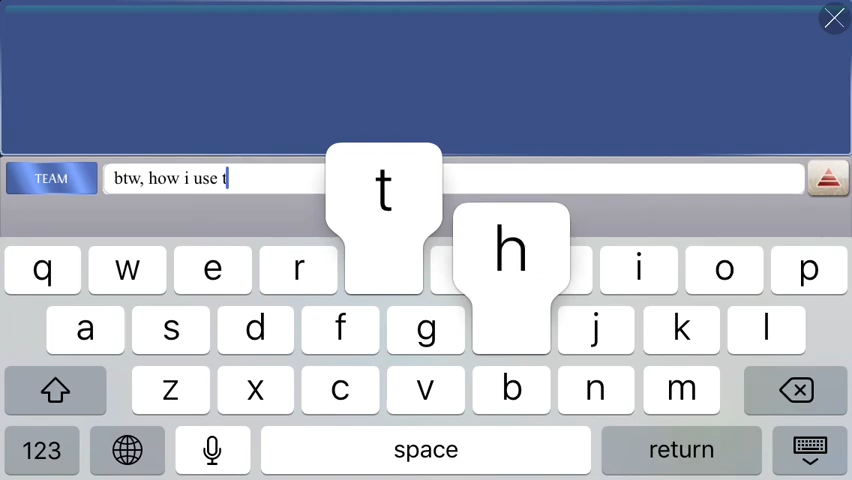 TEAM btw, how i use t
t
h
q w e r i o p
a s d f g j k l
z x c v b n m
123 space return